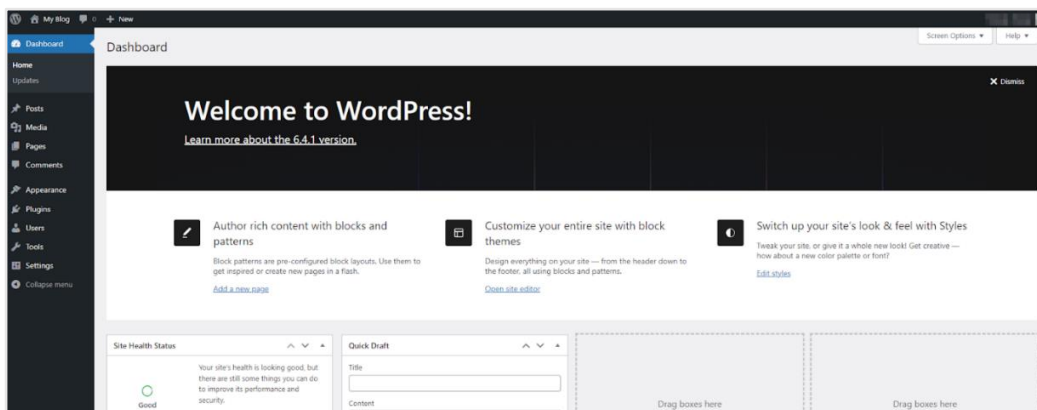 My Blog 0 New
Screen Options Help
Dashboard
Home
Updates
Posts
Media
Pages
Comments
Appearance
Plugins
Users
Tools
Settings
Collapse menu
Dashboard
Dismiss
Welcome to WordPress!
Learn more about the 6.4.1 version.
Author rich content with blocks and
patterns
Block patterns are pre-configured block layouts. Use them to
get inspired or create new pages in a flash.
Add a new page
Customize your entire site with block
themes
Design everything on your site — from the header down to
the footer, all using blocks and patterns.
Open site editor
Switch up your site's look & feel with Styles
Tweak your site, or give it a whole new look! Get creative —
how about a new color palette or font?
Edit styles
Site Health Status
Good
Your site's health is looking good, but
there are still some things you can do
to improve its performance and
security.
Quick Draft
Title
Content
Drag boxes here
Drag boxes here